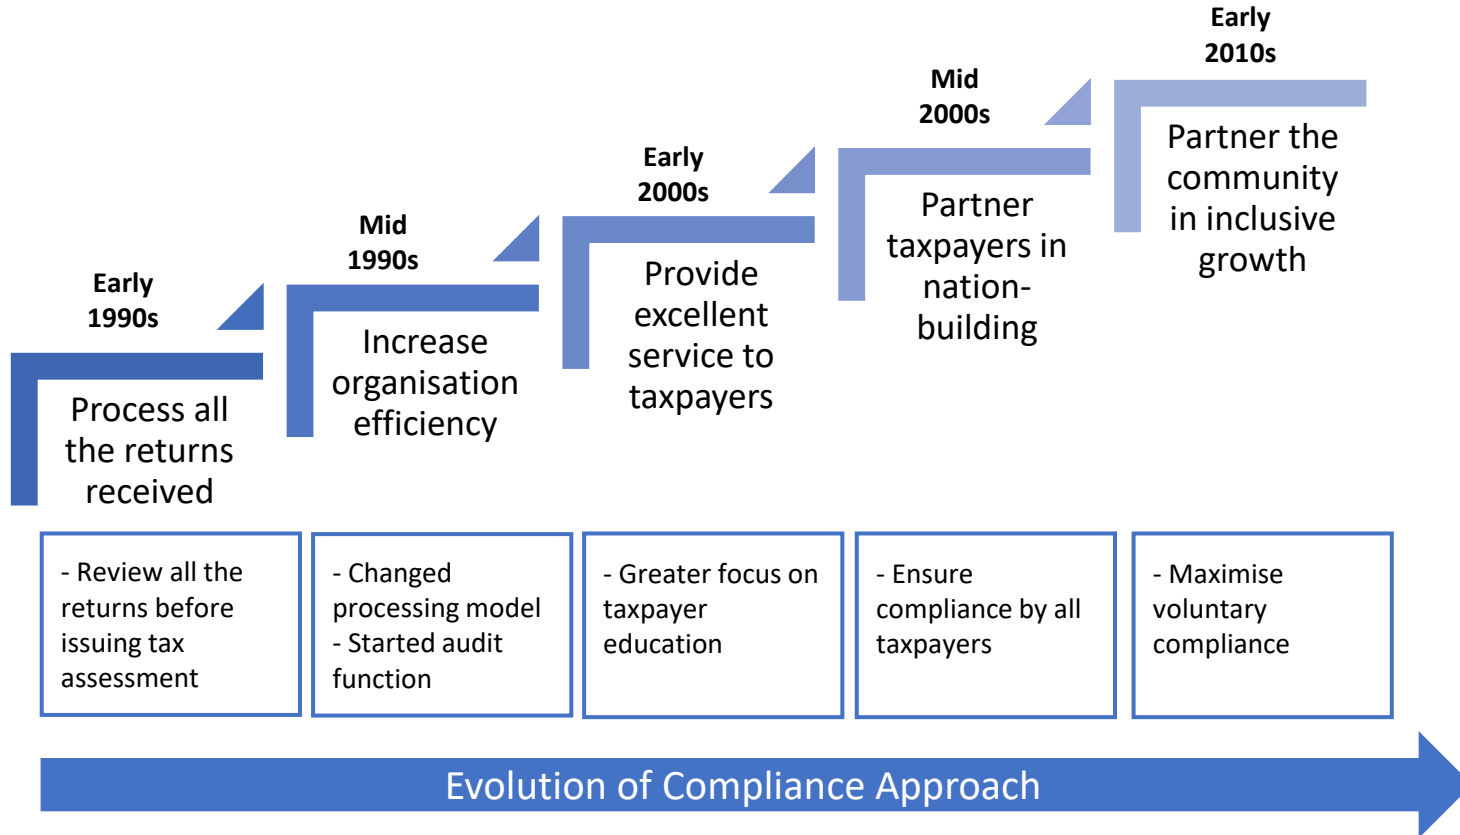 Early
1990s
Process all
the returns
received
Mid
1990s
Increase
organisation
efficiency
Early
2000s
Provide
excellent
service to
taxpayers
Mid
2000s
Partner
taxpayers in
nation-
building
Early
2010s
Partner the
community
in inclusive
growth
- Review all the
returns before
issuing tax
assessment
- Changed
processing model
- Started audit
function
- Greater focus on
taxpayer
education
- Ensure
compliance by all
taxpayers
- Maximise
voluntary
compliance
Evolution of Compliance Approach